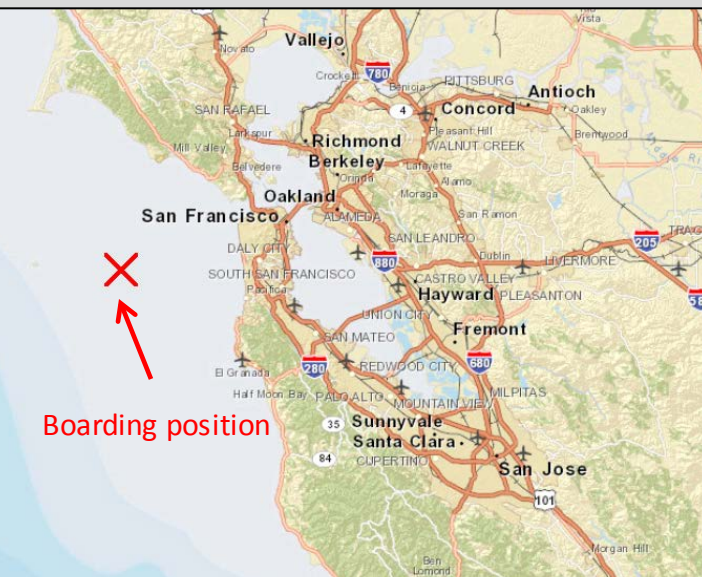 Vista
Novato
Vallejo
Crockett
780
Benicia
PITTSBURG
Antioch
SAN RAFAEL
4
Concord
Oakley
Larkspur
Pleasant Hill
Brentwood
Richmond
WALNUT CREEK
Mill Valley
Berkeley
Belvedere
Lafayette
Orinda
Alamo
Oakland
Moraga
San Francisco
ALAMEDA
San Ramon
DALY CITY
SAN LEANDRO
205
TRAC
880
Dublin
LIVERMORE
SOUTH SAN FRANCISCO
CASTRO VALLEY
Pacifica
Hayward
PLEASANTON
58
UNION CITY
SAN MATEO
Fremont
El Granada
280
REDWOOD CITY
680
Half Moon Bay
PALO ALTO
MOUNTAIN VIEW
MILPITAS
Boarding position
35
Sunnyvale
Santa Clara
84
CUPERTINO
San Jose
101
Morgan Hill
Ben
Lomond